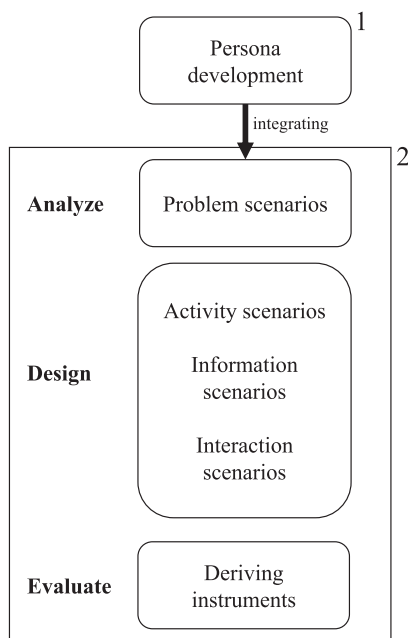 1
Persona
development
integrating
2
Analyze
Problem scenarios
Design
Activity scenarios
Information
scenarios
Interaction
scenarios
Evaluate
Deriving
instruments